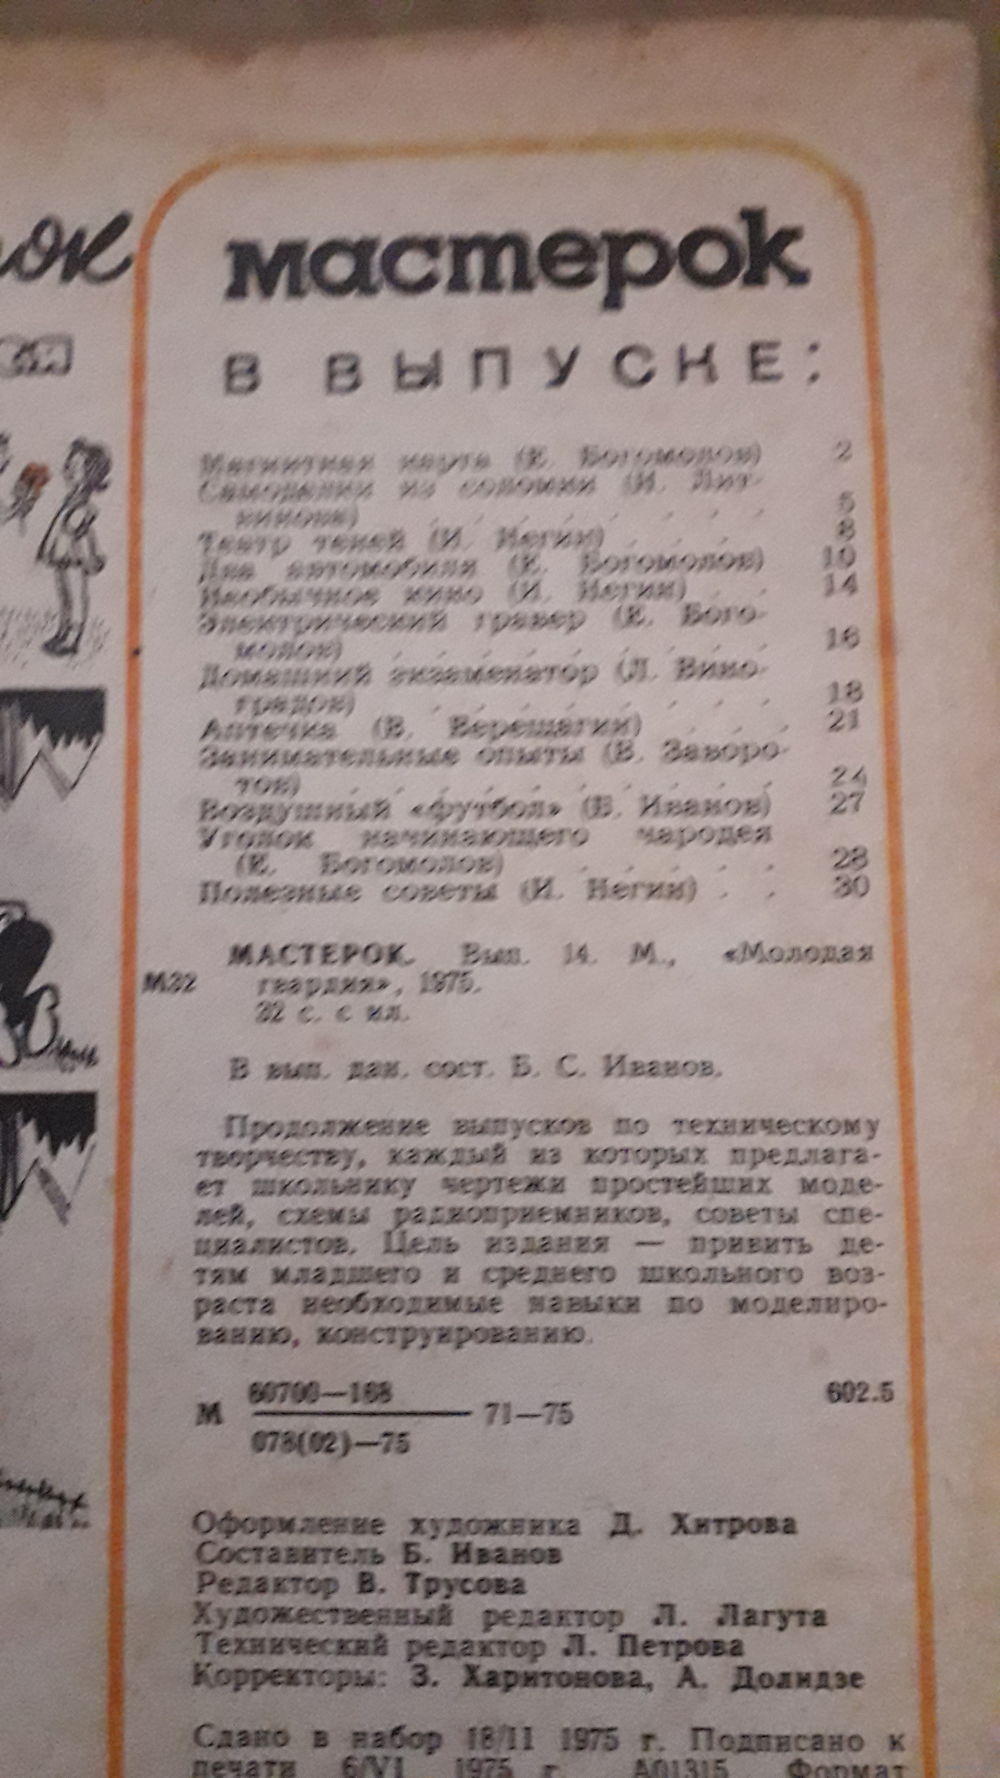 ок
мастерок
В ВЫПУСКЕ:
Магнитная карта (Е. Богомолов) 2
Самоделки из соломки (И. Лит-
винова) . . . . . . . 5
Театр теней (И. Негин) . . . 8
Два автомобиля (Е. Богомолов) 10
Необычное кино (И. Негин) . . 14
Электрический гравер (Е. Бого-
молов) . . . . . . . 16
Домашний экзаменатор (Л. Вино-
градов) . . . . . . . 18
Аптечка (В. Верещагин) . . . 21
Занимательные опыты (В. Заворо-
тов) . . . . . . . . 24
Воздушный «футбол» (Б. Иванов) 27
Уголок начинающего чародея
(Е. Богомолов) . . . . . 28
Полезные советы (И. Негин) . . 30
МАСТЕРОК. Вып. 14. М., «Молодая
М32 гвардия», 1975.
32 с. с ил.
В вып. дан. сост. Б. С. Иванов.
Продолжение выпусков по техническому
творчеству, каждый из которых предлага-
ет школьнику чертежи простейших моде-
лей, схемы радиоприемников, советы спе-
циалистов. Цель издания — привить де-
тям младшего и среднего школьного воз-
раста необходимые навыки по моделиро-
ванию, конструированию.
60700—168
М 71—75 602.5
078(02)—75
Оформление художника Д. Хитрова
Составитель Б. Иванов
Редактор В. Трусова
Художественный редактор Л. Лагута
Технический редактор Л. Петрова
Корректоры: З. Харитонова, А. Долидзе
Сдано в набор 18/11 1975 г. Подписано к
печати 6/VI 1975 г. А01315 Формат